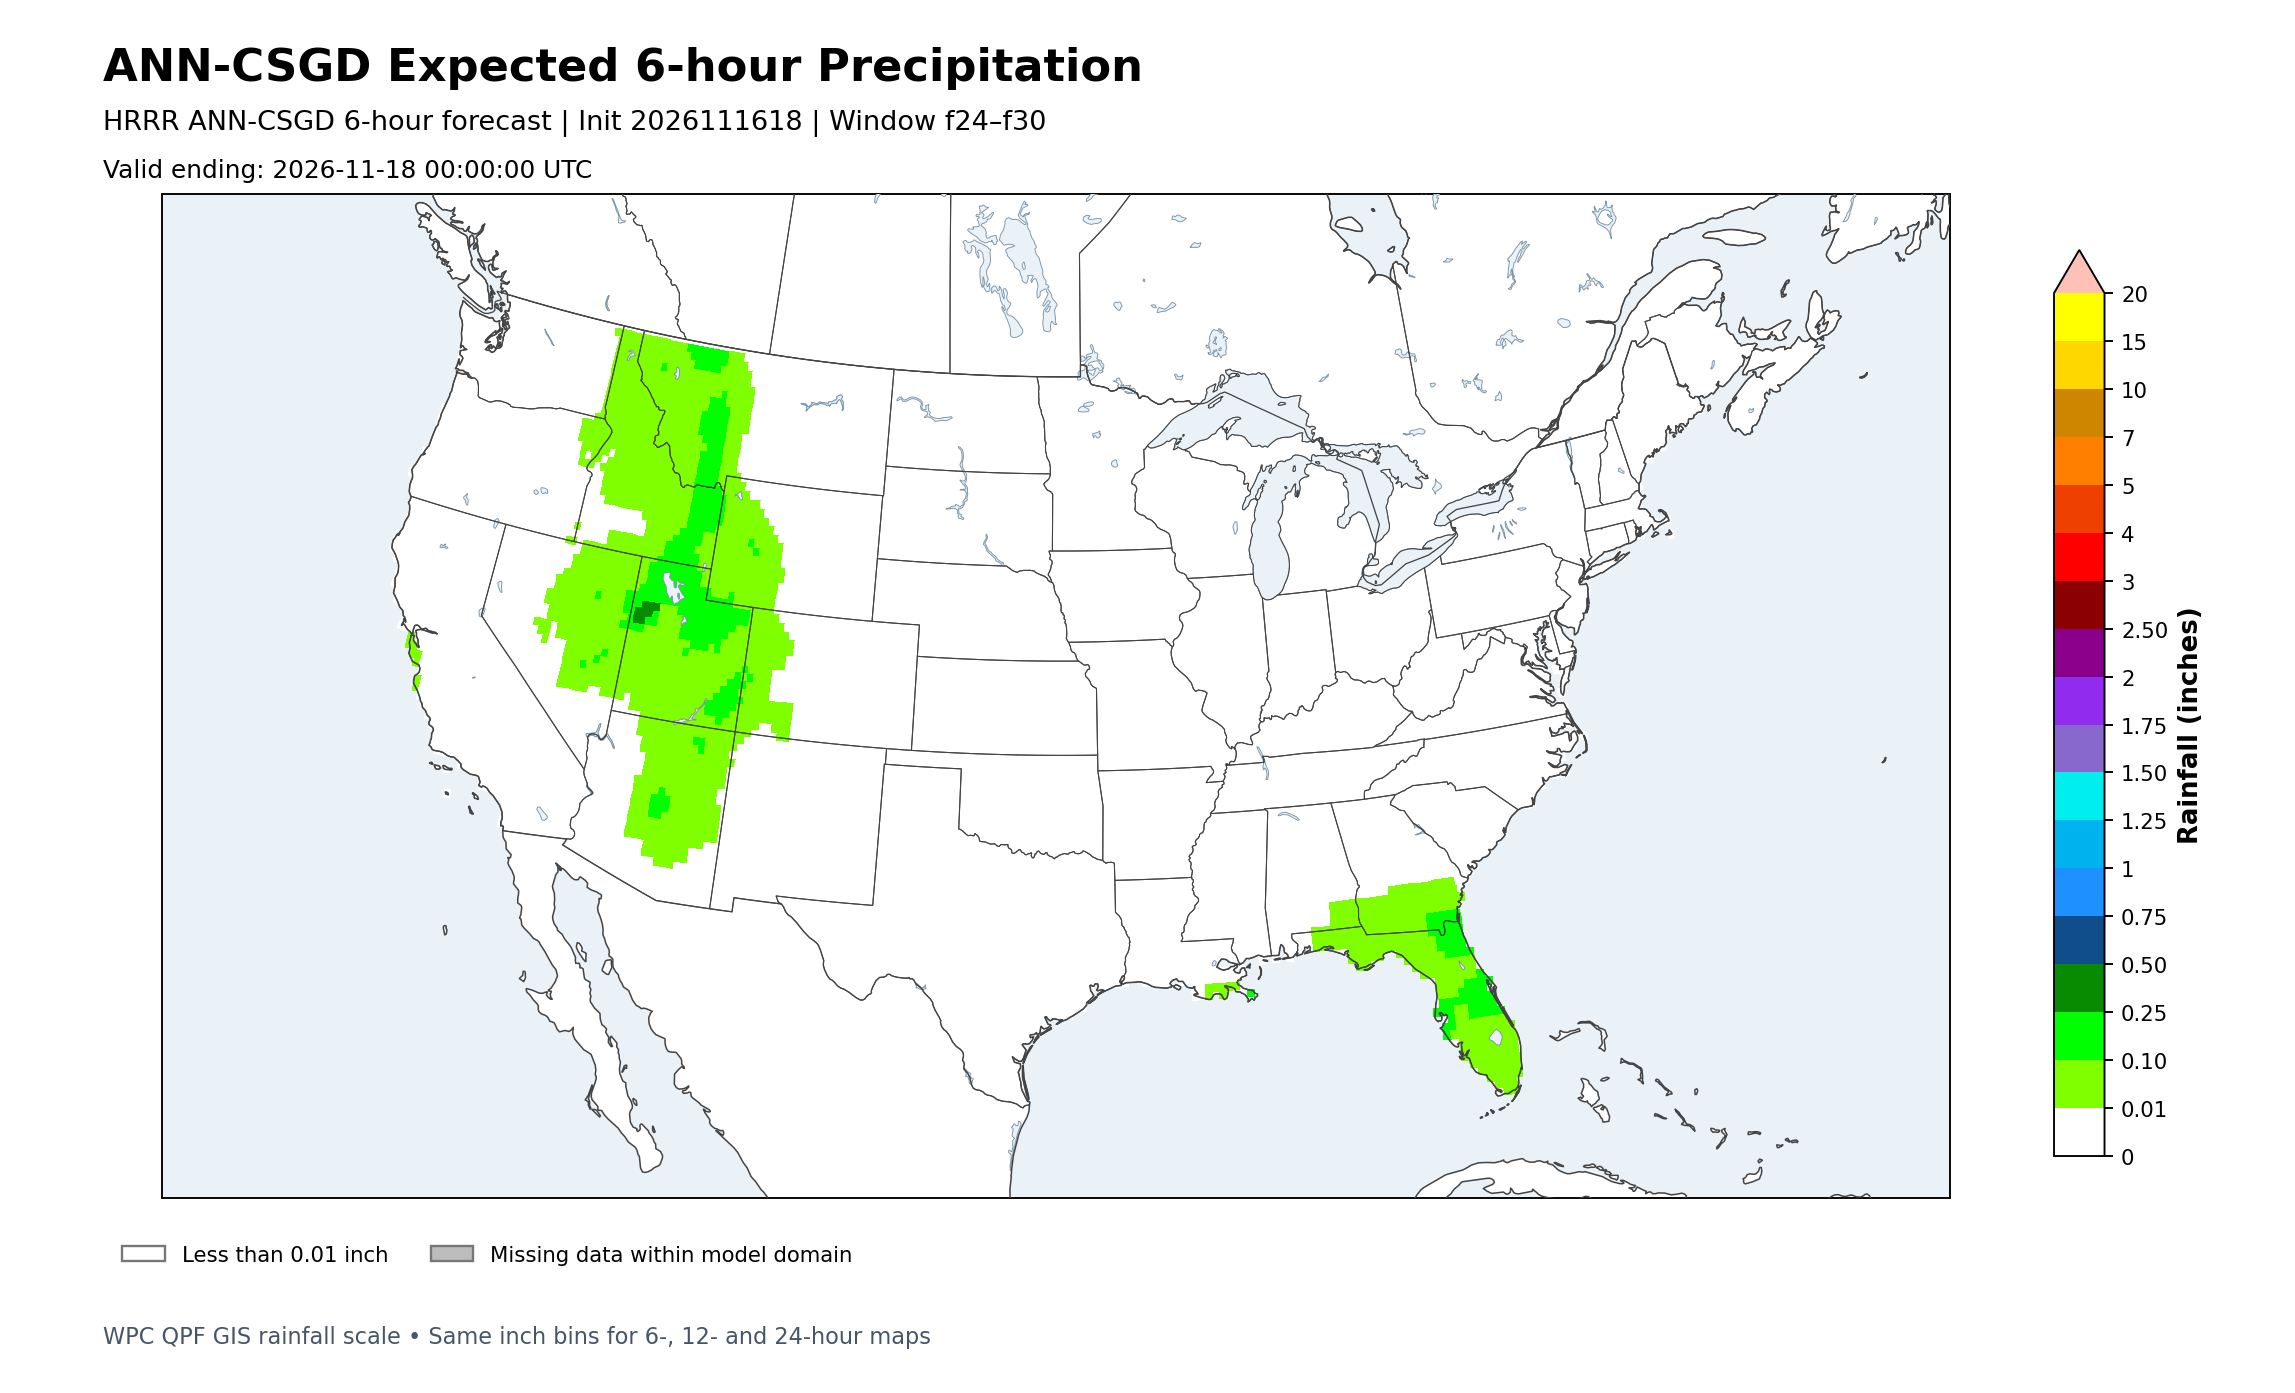 ANN-CSGD Expected 6-hour Precipitation
HRRR ANN-CSGD 6-hour forecast | Init 2026111618 | Window f24–f30
Valid ending: 2026-11-18 00:00:00 UTC
20
15
10
7
5
4
3
2.50
2
1.75
1.50
1.25
1
0.75
0.50
0.25
0.10
0.01
0
Rainfall (inches)
Less than 0.01 inch
Missing data within model domain
WPC QPF GIS rainfall scale • Same inch bins for 6-, 12- and 24-hour maps